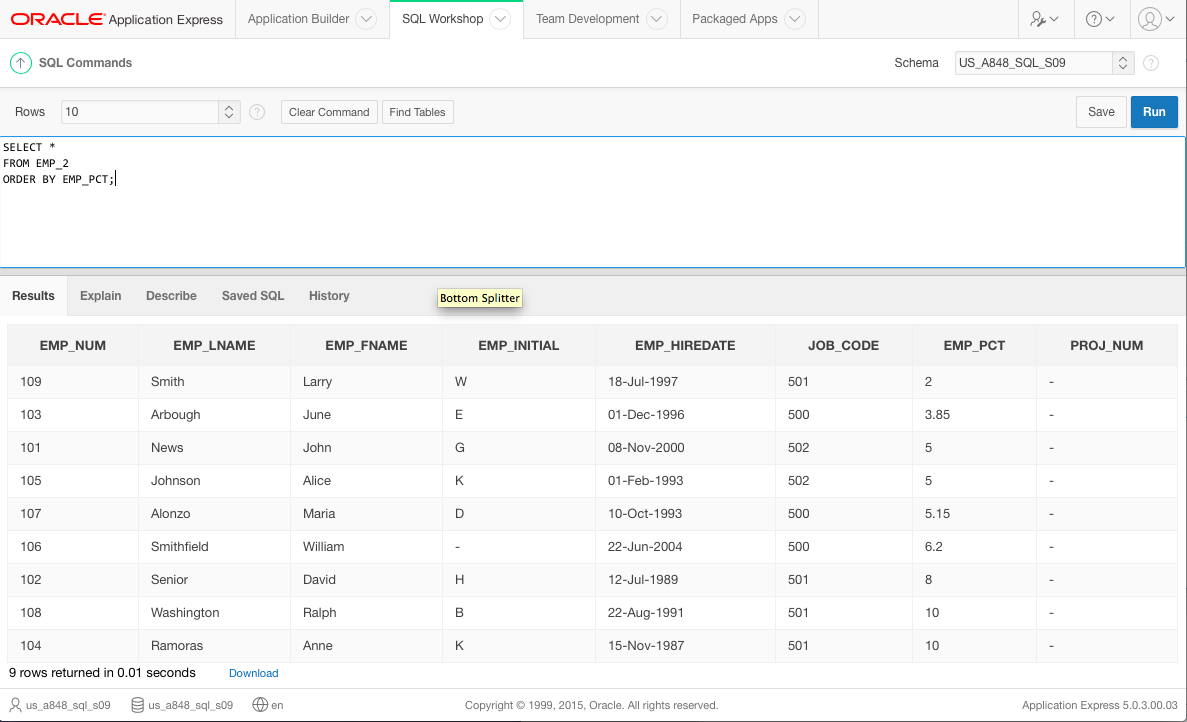 ORACLE Application Express Application Builder SQL Workshop Team Development Packaged Apps
SQL Commands Schema US_A848_SQL_S09
Rows 10 Clear Command Find Tables Save Run
SELECT *
FROM EMP_2
ORDER BY EMP_PCT;
Results Explain Describe Saved SQL History Bottom Splitter
EMP_NUM EMP_LNAME EMP_FNAME EMP_INITIAL EMP_HIREDATE JOB_CODE EMP_PCT PROJ_NUM
109 Smith Larry W 18-Jul-1997 501 2 -
103 Arbough June E 01-Dec-1996 500 3.85 -
101 News John G 08-Nov-2000 502 5 -
105 Johnson Alice K 01-Feb-1993 502 5 -
107 Alonzo Maria D 10-Oct-1993 500 5.15 -
106 Smithfield William - 22-Jun-2004 500 6.2 -
102 Senior David H 12-Jul-1989 501 8 -
108 Washington Ralph B 22-Aug-1991 501 10 -
104 Ramoras Anne K 15-Nov-1987 501 10 -
9 rows returned in 0.01 seconds Download
us_a848_sql_s09 us_a848_sql_s09 en Copyright © 1999, 2015, Oracle. All rights reserved. Application Express 5.0.3.00.03